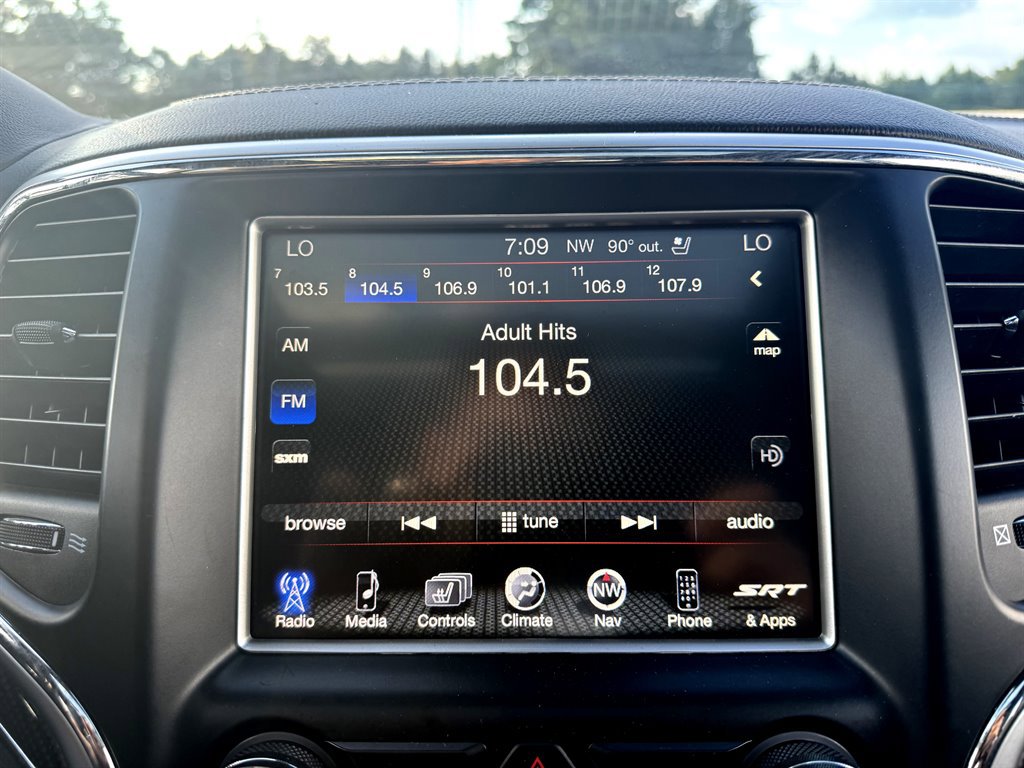 LO 7:09 NW 90° out. LO
7 103.5 8 104.5 9 106.9 10 101.1 11 106.9 12 107.9
Adult Hits
104.5
AM
map
FM
sxm
HD
browse tune audio
NW SRT
Radio Media Controls Climate Nav Phone & Apps